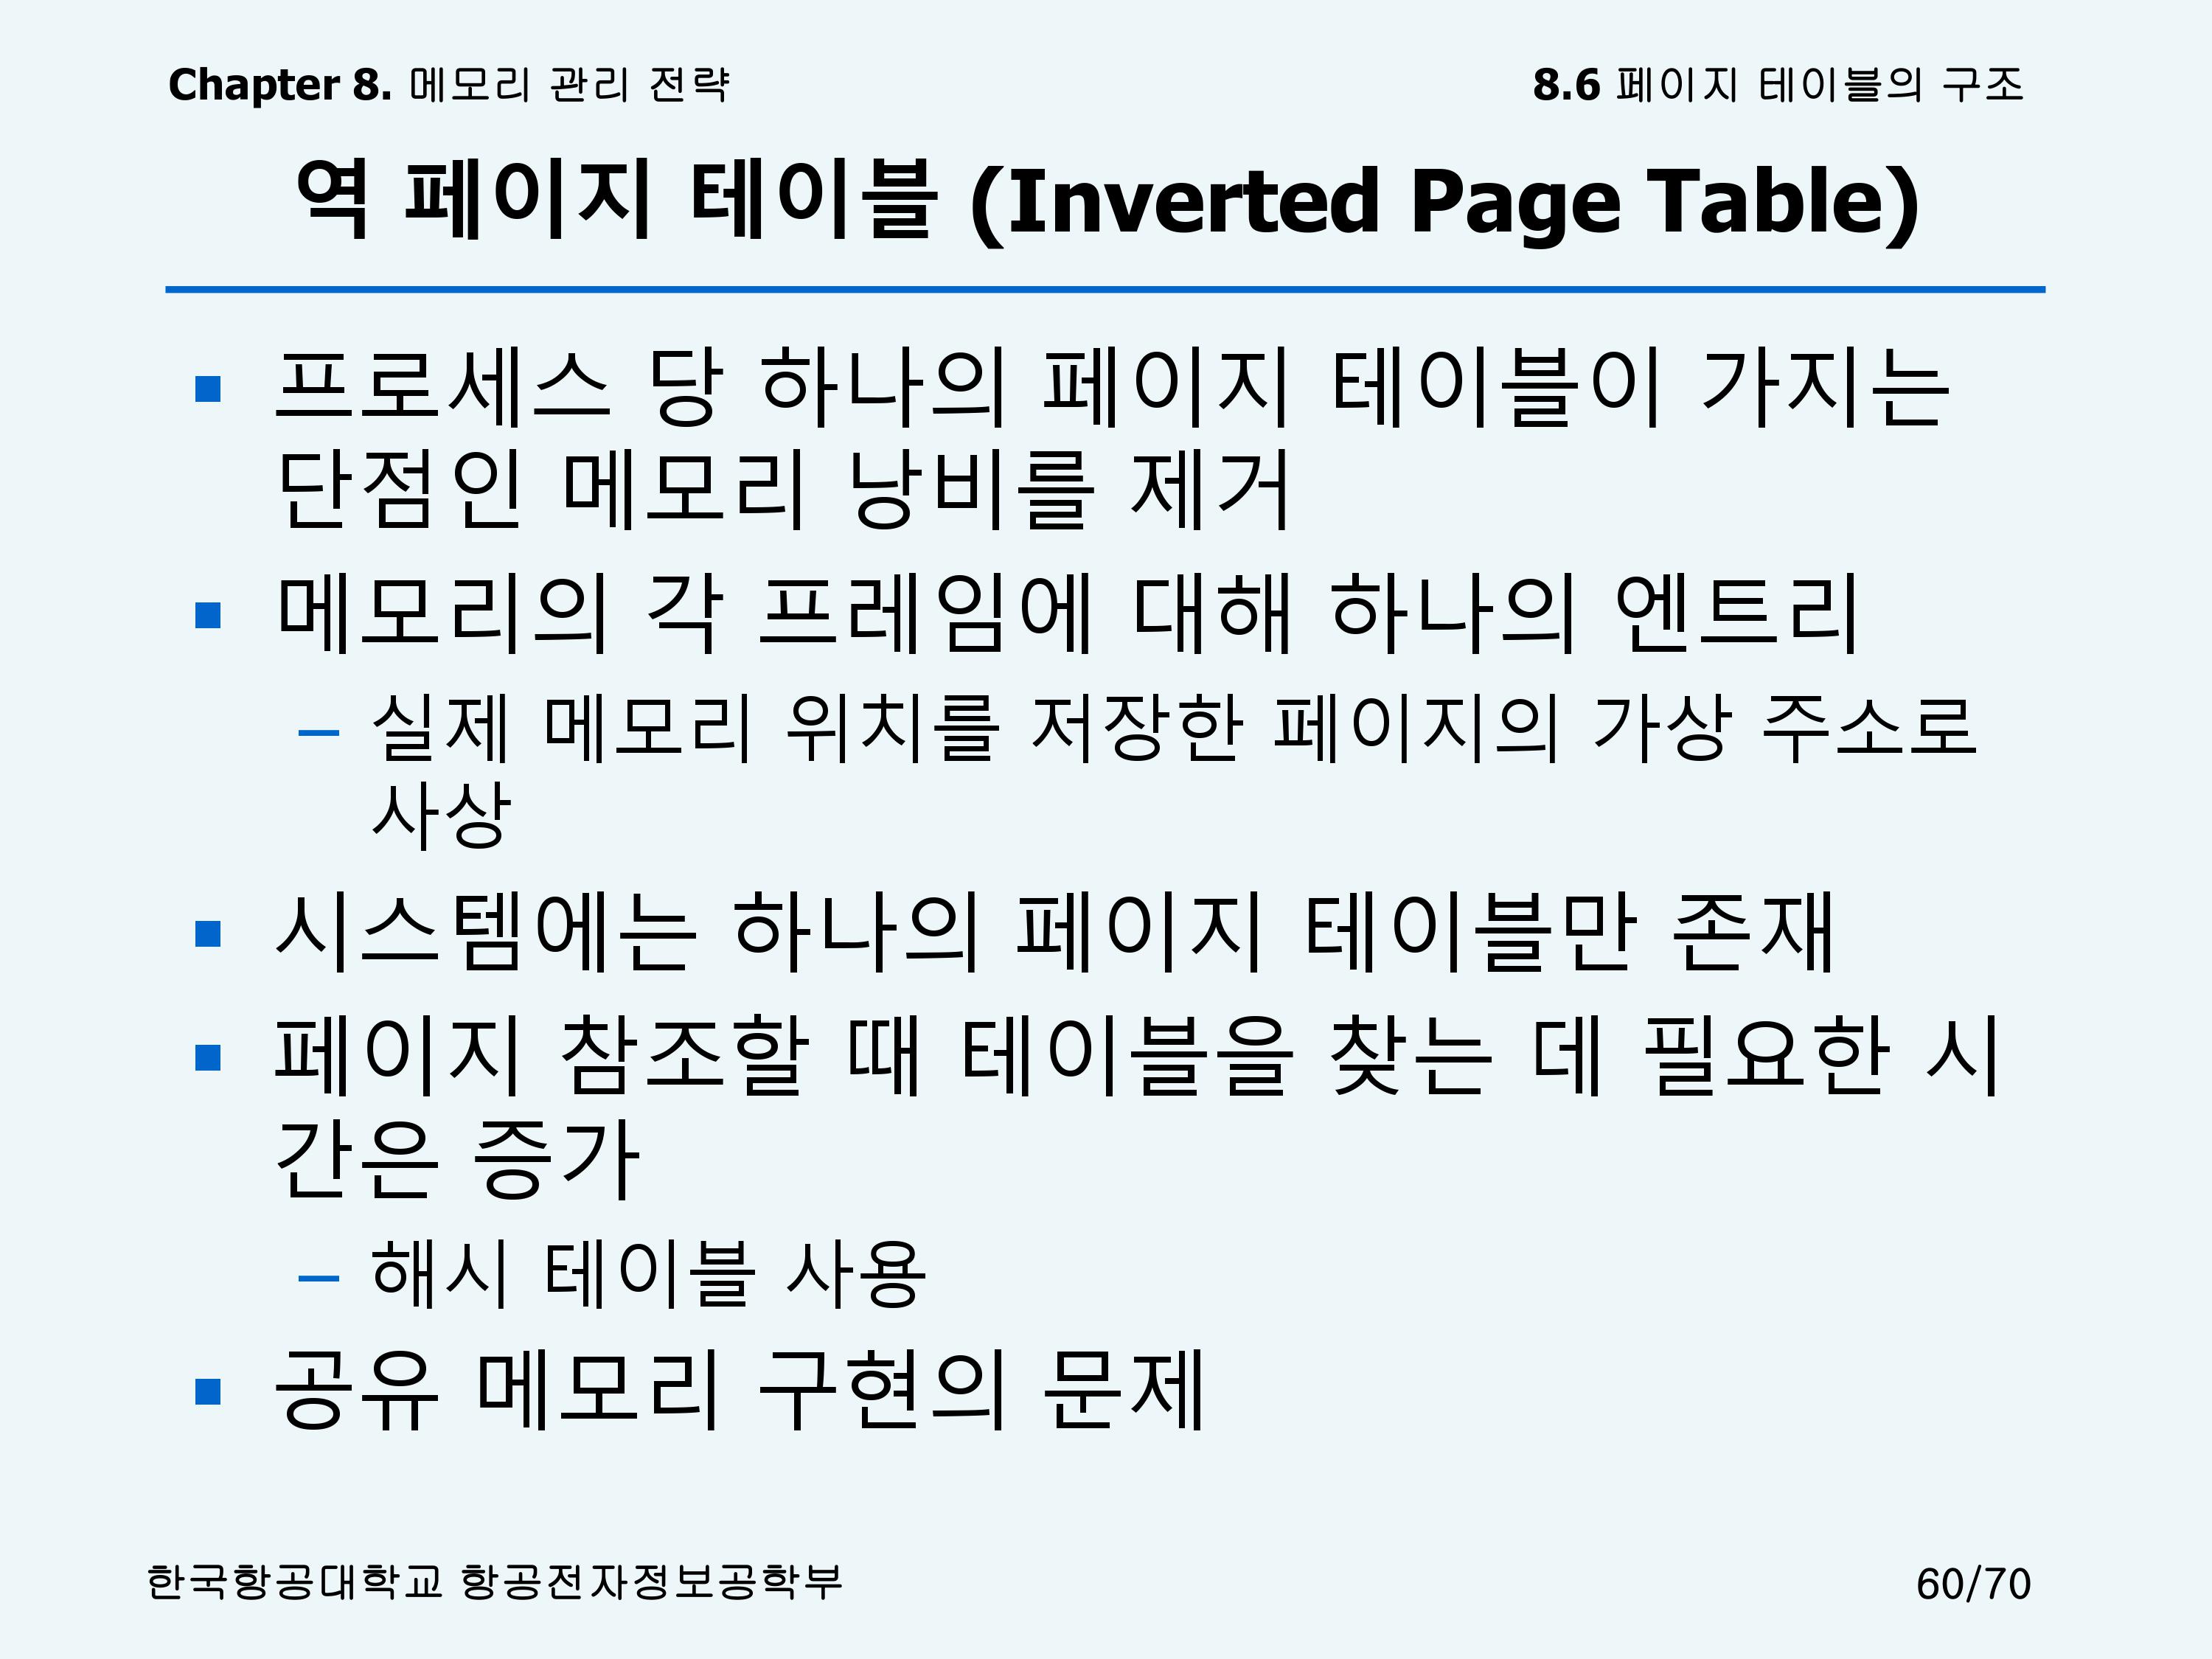 Chapter 8. 메모리 관리 전략
8.6 페이지 테이블의 구조
역 페이지 테이블 (Inverted Page Table)
▪ 프로세스 당 하나의 페이지 테이블이 가지는
단점인 메모리 낭비를 제거
▪ 메모리의 각 프레임에 대해 하나의 엔트리
– 실제 메모리 위치를 저장한 페이지의 가상 주소로
사상
▪ 시스템에는 하나의 페이지 테이블만 존재
▪ 페이지 참조할 때 테이블을 찾는 데 필요한 시
간은 증가
– 해시 테이블 사용
▪ 공유 메모리 구현의 문제
한국항공대학교 항공전자정보공학부
60/70